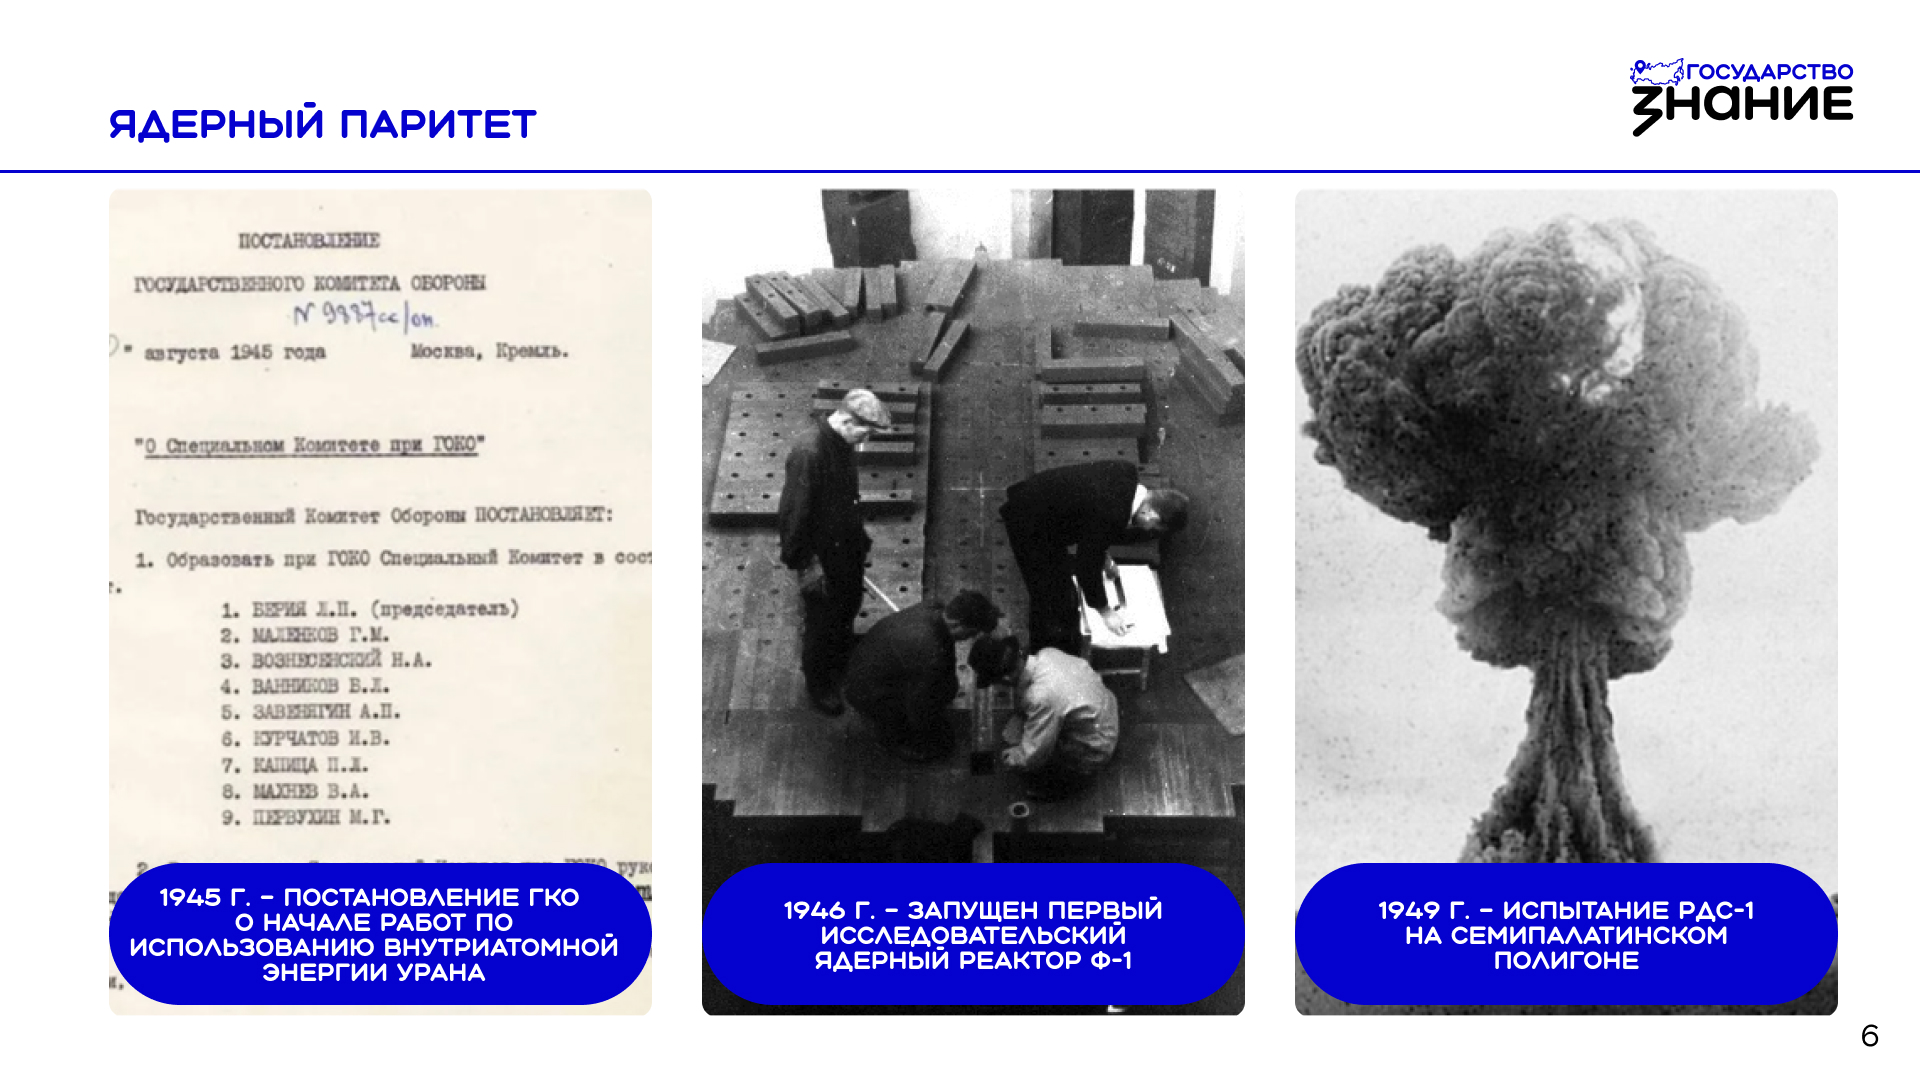 ГОСУДАРСТВО
ЗНАНИЕ
ЯДЕРНЫЙ ПАРИТЕТ
ПОСТАНОВЛЕНИЕ
ГОСУДАРСТВЕННОГО КОМИТЕТА ОБОРОНЫ
№ 9887сс/оп.
" августа 1945 года Москва, Кремль.
"О Специальном Комитете при ГОКО"
Государственный Комитет Обороны ПОСТАНОВЛЯЕТ:
1. Образовать при ГОКО Специальный Комитет в сост
1. БЕРИЯ Л.П. (председатель)
2. МАЛЕНКОВ Г.М.
3. ВОЗНЕСЕНСКИЙ Н.А.
4. ВАННИКОВ Б.Л.
5. ЗАВЕНЯГИН А.П.
6. КУРЧАТОВ И.В.
7. КАПИЦА П.Л.
8. МАХНЕВ В.А.
9. ПЕРВУХИН М.Г.
1945 Г. – ПОСТАНОВЛЕНИЕ ГКО
О НАЧАЛЕ РАБОТ ПО
ИСПОЛЬЗОВАНИЮ ВНУТРИАТОМНОЙ
ЭНЕРГИИ УРАНА
1946 Г. – ЗАПУЩЕН ПЕРВЫЙ
ИССЛЕДОВАТЕЛЬСКИЙ
ЯДЕРНЫЙ РЕАКТОР Ф-1
1949 Г. – ИСПЫТАНИЕ РДС-1
НА СЕМИПАЛАТИНСКОМ
ПОЛИГОНЕ
6